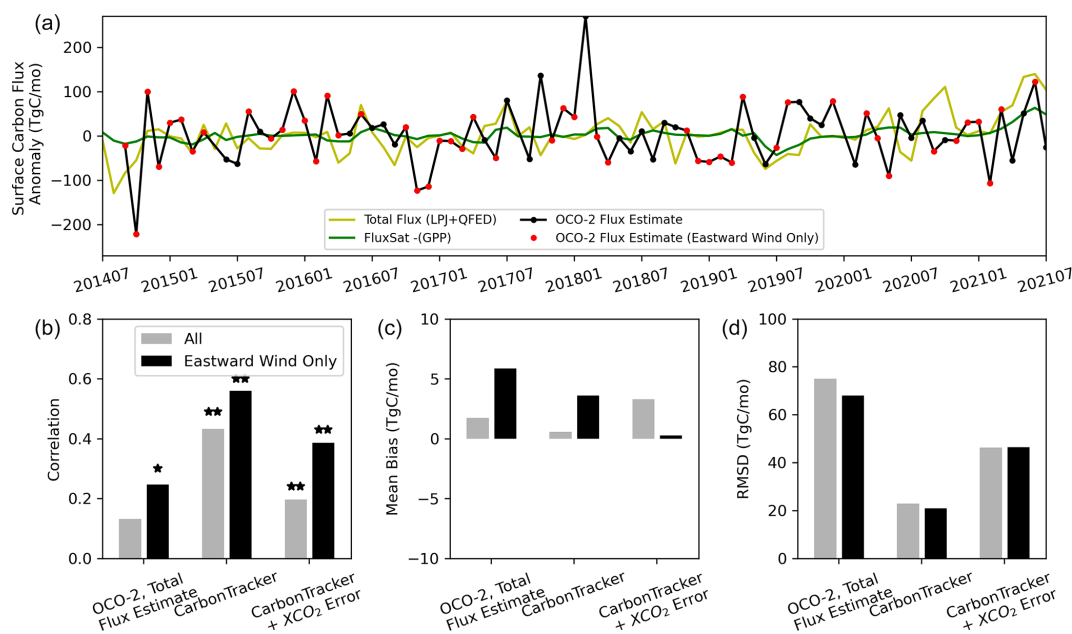 (a)
Surface Carbon Flux
Anomaly (TgC/mo)
200
100
0
−100
−200
Total Flux (LPJ+QFED)
FluxSat -(GPP)
OCO-2 Flux Estimate
OCO-2 Flux Estimate (Eastward Wind Only)
201407 201501 201507 201601 201607 201701 201707 201801 201807 201901 201907 202001 202007 202101 202107
(b)
Correlation
0.8
0.6
0.4
0.2
0.0
All
Eastward Wind Only
★★
★★
★★
★★
★
OCO-2, Total
Flux Estimate
CarbonTracker
CarbonTracker
+ XCO₂ Error
(c)
Mean Bias (TgC/mo)
10
5
0
−5
−10
OCO-2, Total
Flux Estimate
CarbonTracker
CarbonTracker
+ XCO₂ Error
(d)
RMSD (TgC/mo)
100
80
60
40
20
0
OCO-2, Total
Flux Estimate
CarbonTracker
CarbonTracker
+ XCO₂ Error